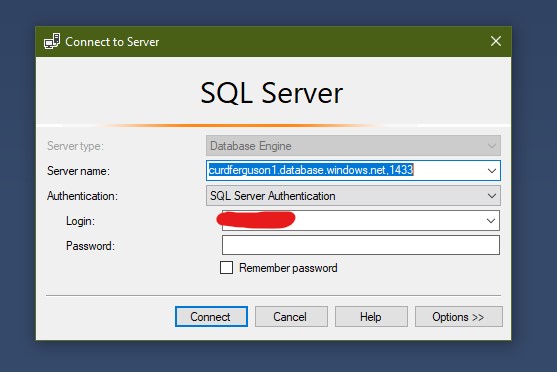 Connect to Server
SQL Server
Server type: Database Engine
Server name: curdferguson1.database.windows.net,1433
Authentication: SQL Server Authentication
Login:
Password:
Remember password
Connect Cancel Help Options >>